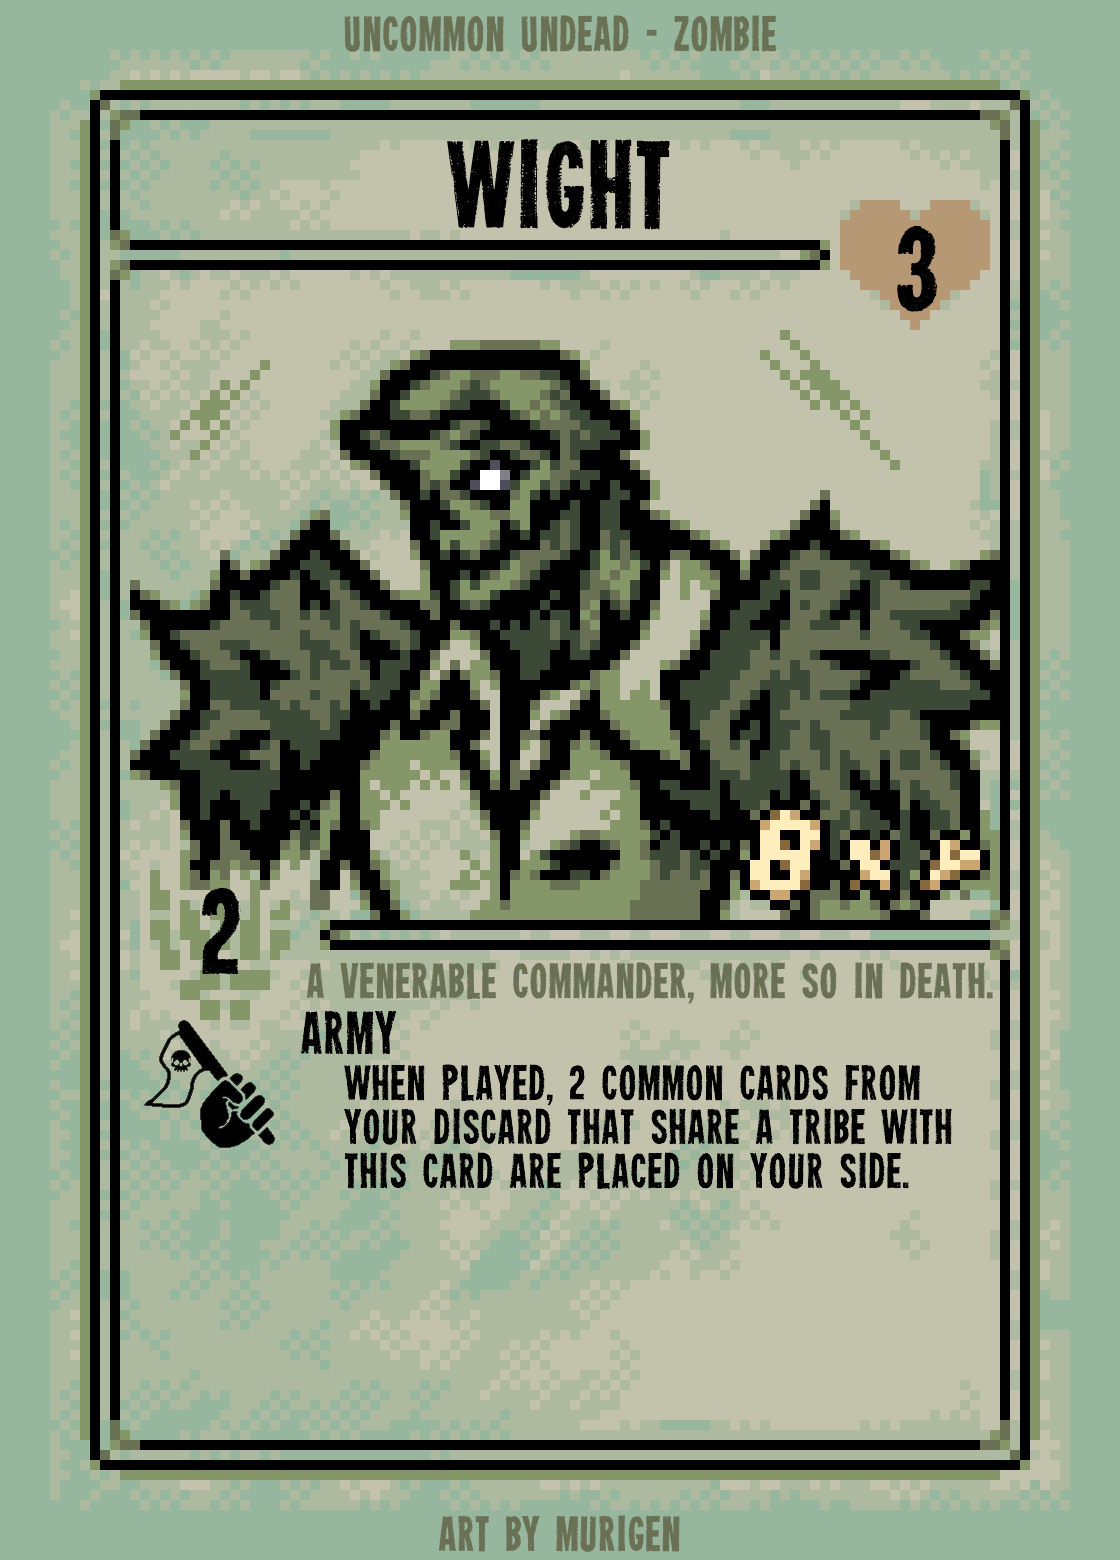 UNCOMMON UNDEAD - ZOMBIE
WIGHT
3
2
A VENERABLE COMMANDER, MORE SO IN DEATH.
ARMY
WHEN PLAYED, 2 COMMON CARDS FROM
YOUR DISCARD THAT SHARE A TRIBE WITH
THIS CARD ARE PLACED ON YOUR SIDE.
ART BY MURIGEN